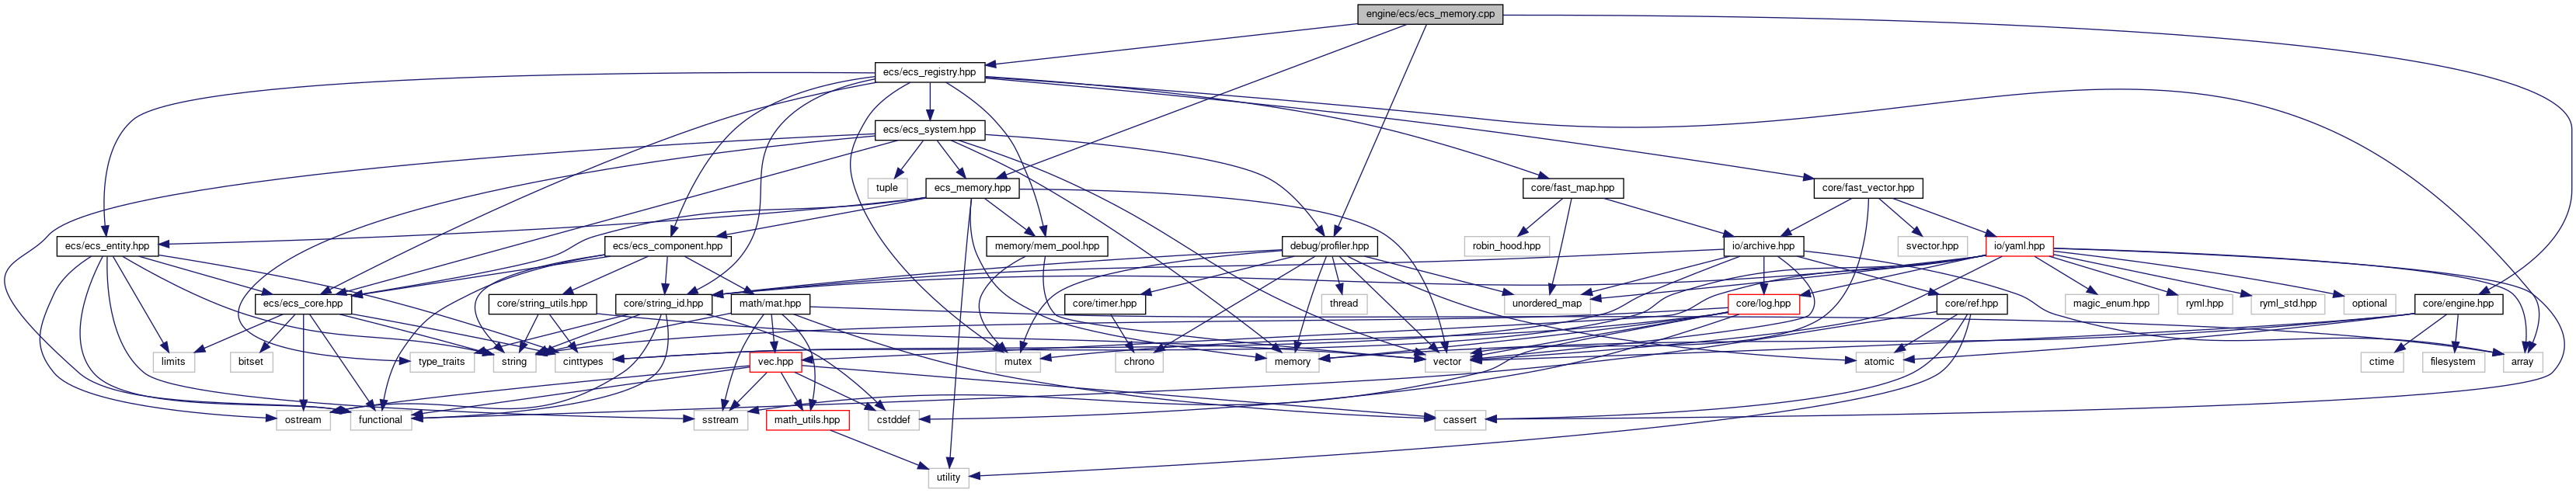 engine/ecs/ecs_memory.cpp
ecs/ecs_registry.hpp
ecs/ecs_system.hpp
tuple
ecs_memory.hpp
core/fast_map.hpp
core/fast_vector.hpp
ecs/ecs_entity.hpp
ecs/ecs_component.hpp
memory/mem_pool.hpp
debug/profiler.hpp
robin_hood.hpp
io/archive.hpp
svector.hpp
io/yaml.hpp
ecs/ecs_core.hpp
core/string_utils.hpp
core/string_id.hpp
math/mat.hpp
core/timer.hpp
thread
unordered_map
core/log.hpp
core/ref.hpp
magic_enum.hpp
ryml.hpp
ryml_std.hpp
optional
core/engine.hpp
limits
bitset
type_traits
string
cinttypes
vec.hpp
mutex
chrono
memory
vector
atomic
ctime
filesystem
array
ostream
functional
sstream
math_utils.hpp
cstddef
cassert
utility